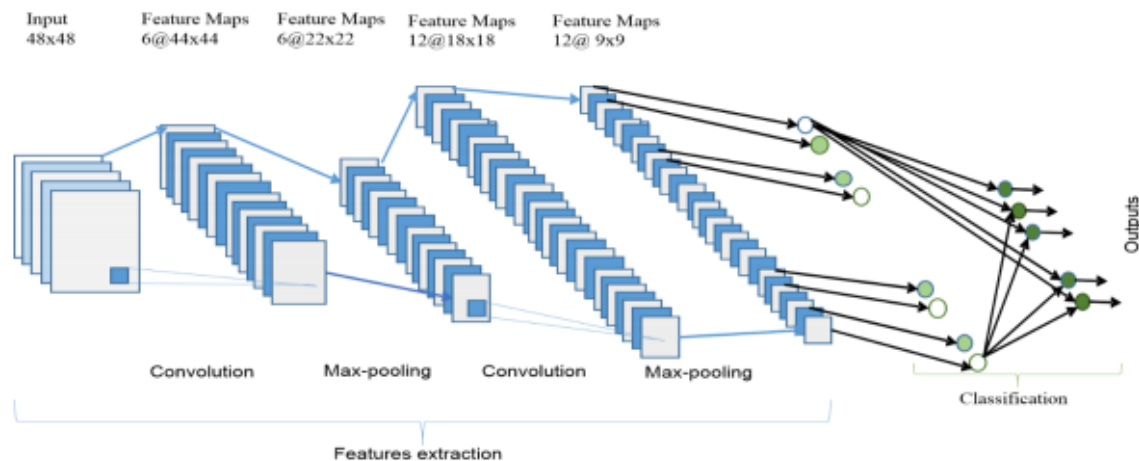 Input
48x48
Feature Maps
6@44x44
Feature Maps
6@22x22
Feature Maps
12@18x18
Feature Maps
12@ 9x9
Outputs
Convolution
Max-pooling
Convolution
Max-pooling
Classification
Features extraction